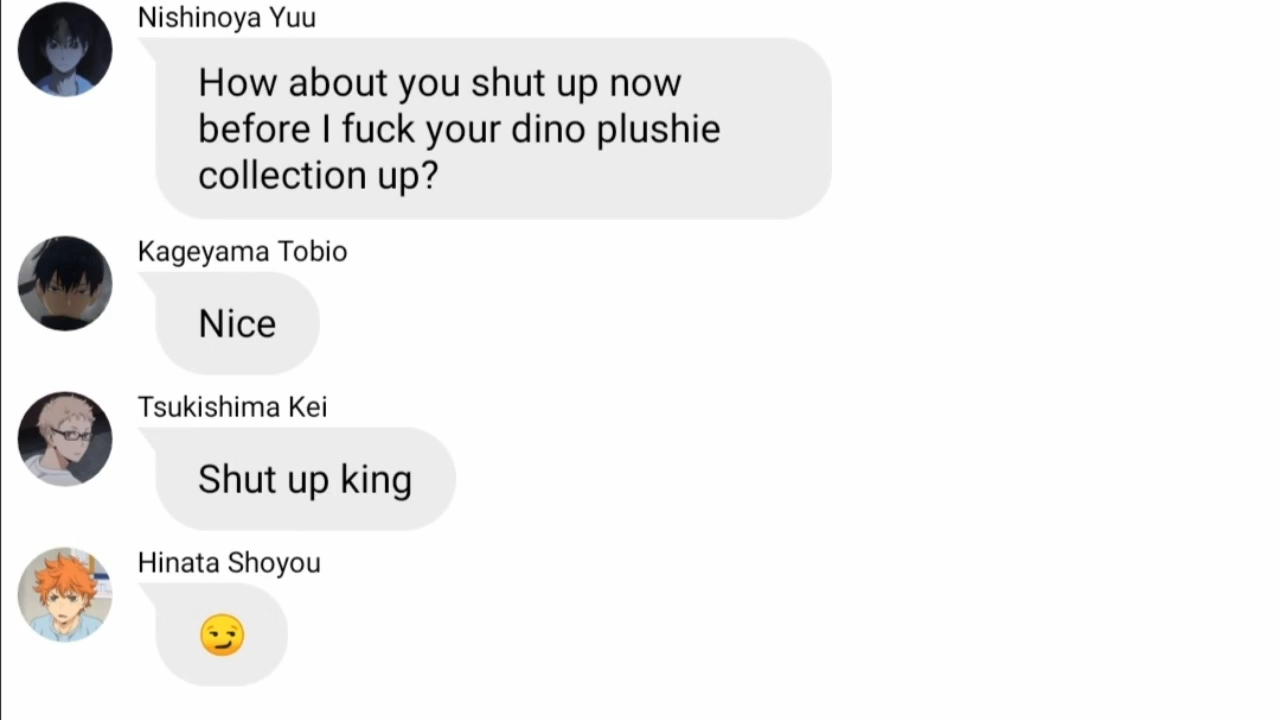 Nishinoya Yuu
How about you shut up now
before I fuck your dino plushie
collection up?
Kageyama Tobio
Nice
Tsukishima Kei
Shut up king
Hinata Shoyou
😏